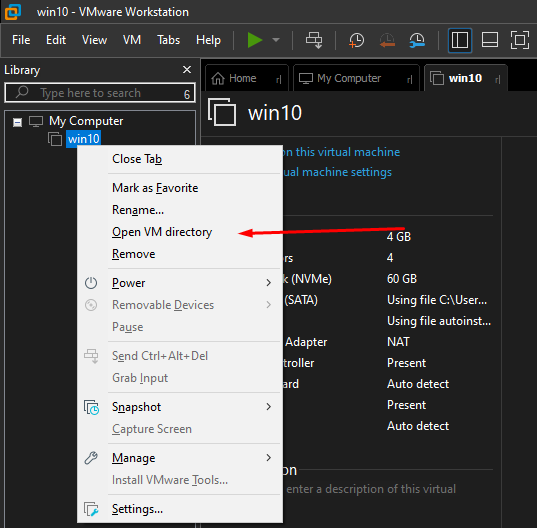 win10 - VMware Workstation
File Edit View VM Tabs Help
Library
Type here to search
My Computer
win10
Home
My Computer
win10
win10
on this virtual machine
tual machine settings
Close Tab
Mark as Favorite
Rename...
Open VM directory
Remove
Power
Removable Devices
Pause
Send Ctrl+Alt+Del
Grab Input
Snapshot
Capture Screen
Manage
Install VMware Tools...
Settings...
4 GB
ors 4
k (NVMe) 60 GB
(SATA) Using file C:\User...
Using file autoinst...
Adapter NAT
troller Present
ard Auto detect
Present
Auto detect
on
enter a description of this virtual